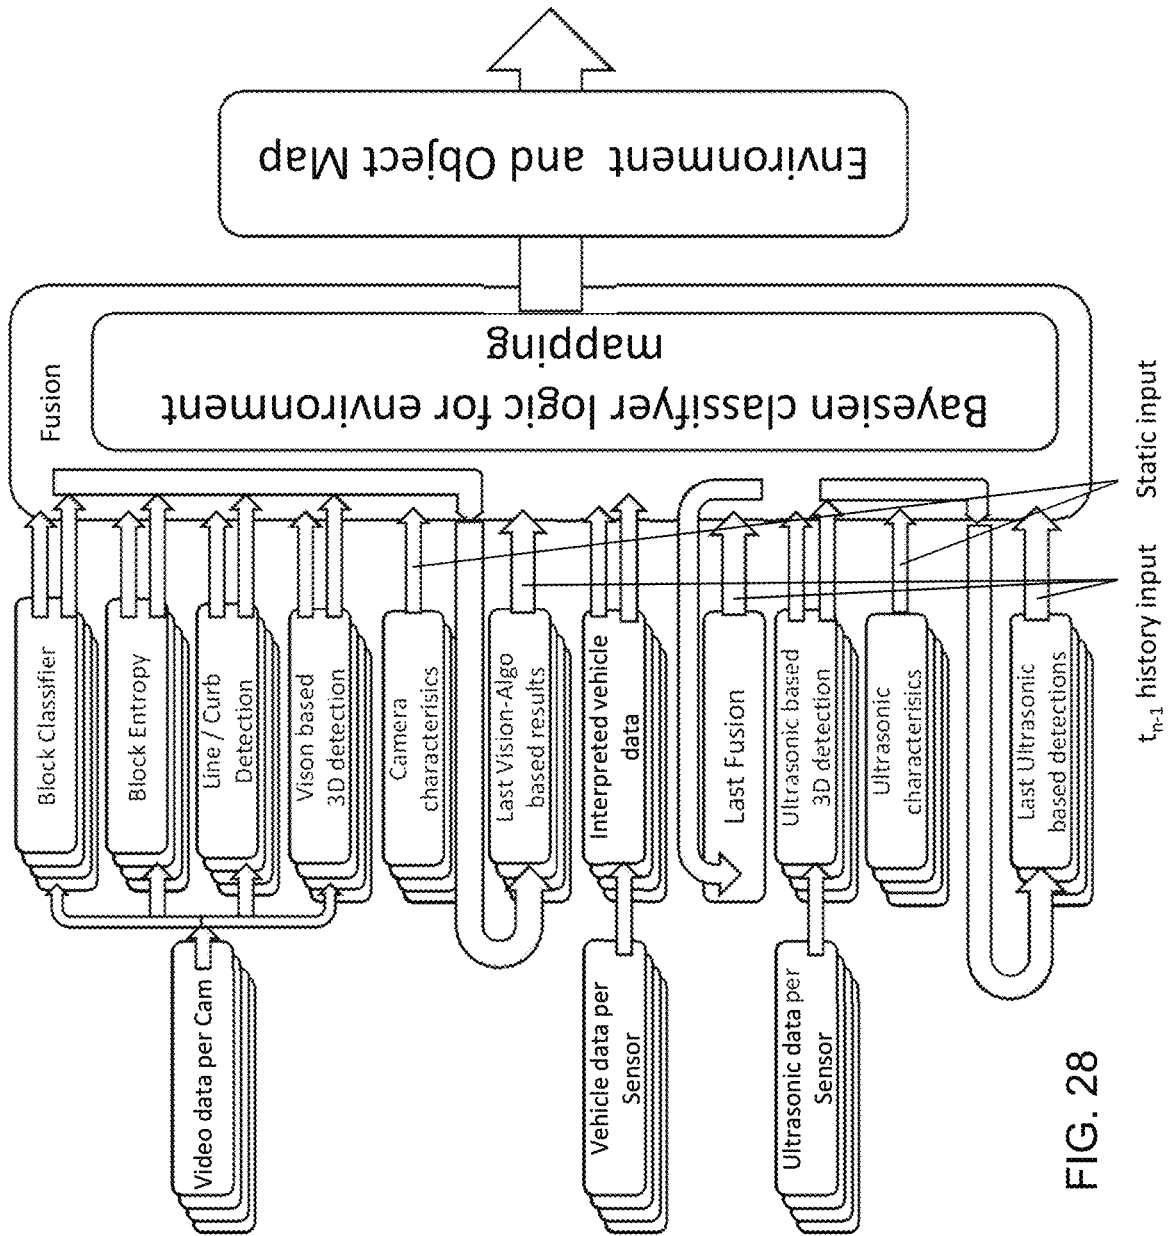 Environment and Object Map
Fusion
Bayesien classifyer logic for environment
mapping
Block Classifier
Block Entropy
Line / Curb
Detection
Vison based
3D detection
Camera
characterisics
Last Vision-Algo
based results
Interpreted vehicle
data
Last Fusion
Ultrasonic based
3D detection
Ultrasonic
characterisics
Last Ultrasonic
based detections
Static input
tn-1 history input
Video data per Cam
Vehicle data per
Sensor
Ultrasonic data per
Sensor
FIG. 28